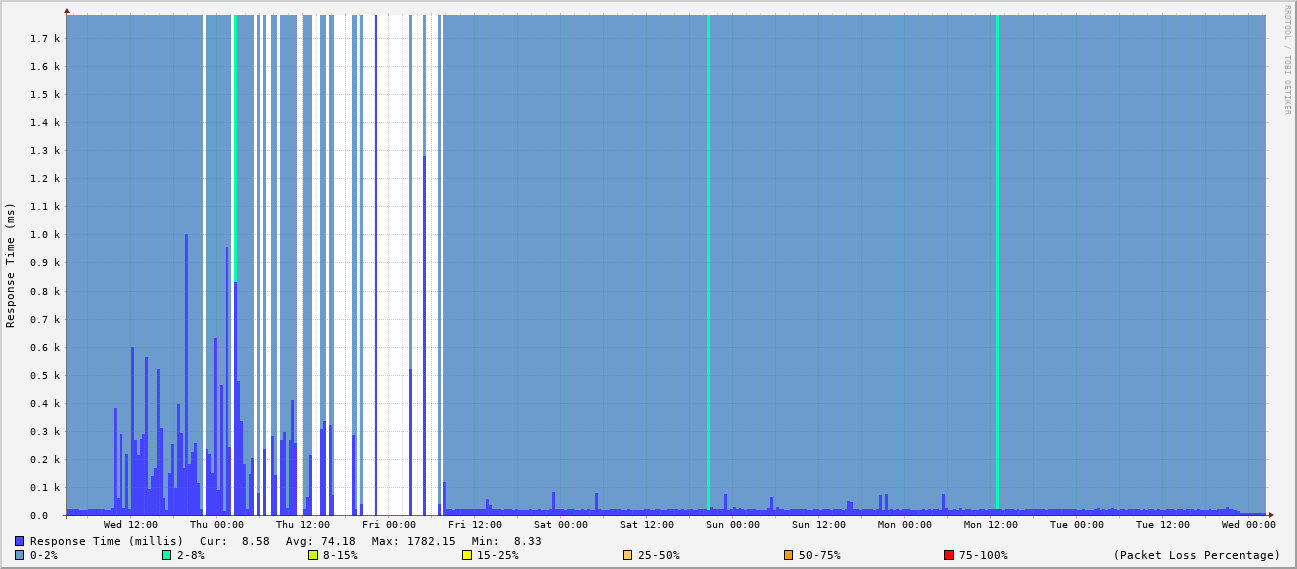 RRDTOOL / TOBI OETIKER
Response Time (ms)
1.7 k
1.6 k
1.5 k
1.4 k
1.3 k
1.2 k
1.1 k
1.0 k
0.9 k
0.8 k
0.7 k
0.6 k
0.5 k
0.4 k
0.3 k
0.2 k
0.1 k
0.0
Wed 12:00 Thu 00:00 Thu 12:00 Fri 00:00 Fri 12:00 Sat 00:00 Sat 12:00 Sun 00:00 Sun 12:00 Mon 00:00 Mon 12:00 Tue 00:00 Tue 12:00 Wed 00:00
Response Time (millis) Cur: 8.58 Avg: 74.18 Max: 1782.15 Min: 8.33
0-2% 2-8% 8-15% 15-25% 25-50% 50-75% 75-100% (Packet Loss Percentage)